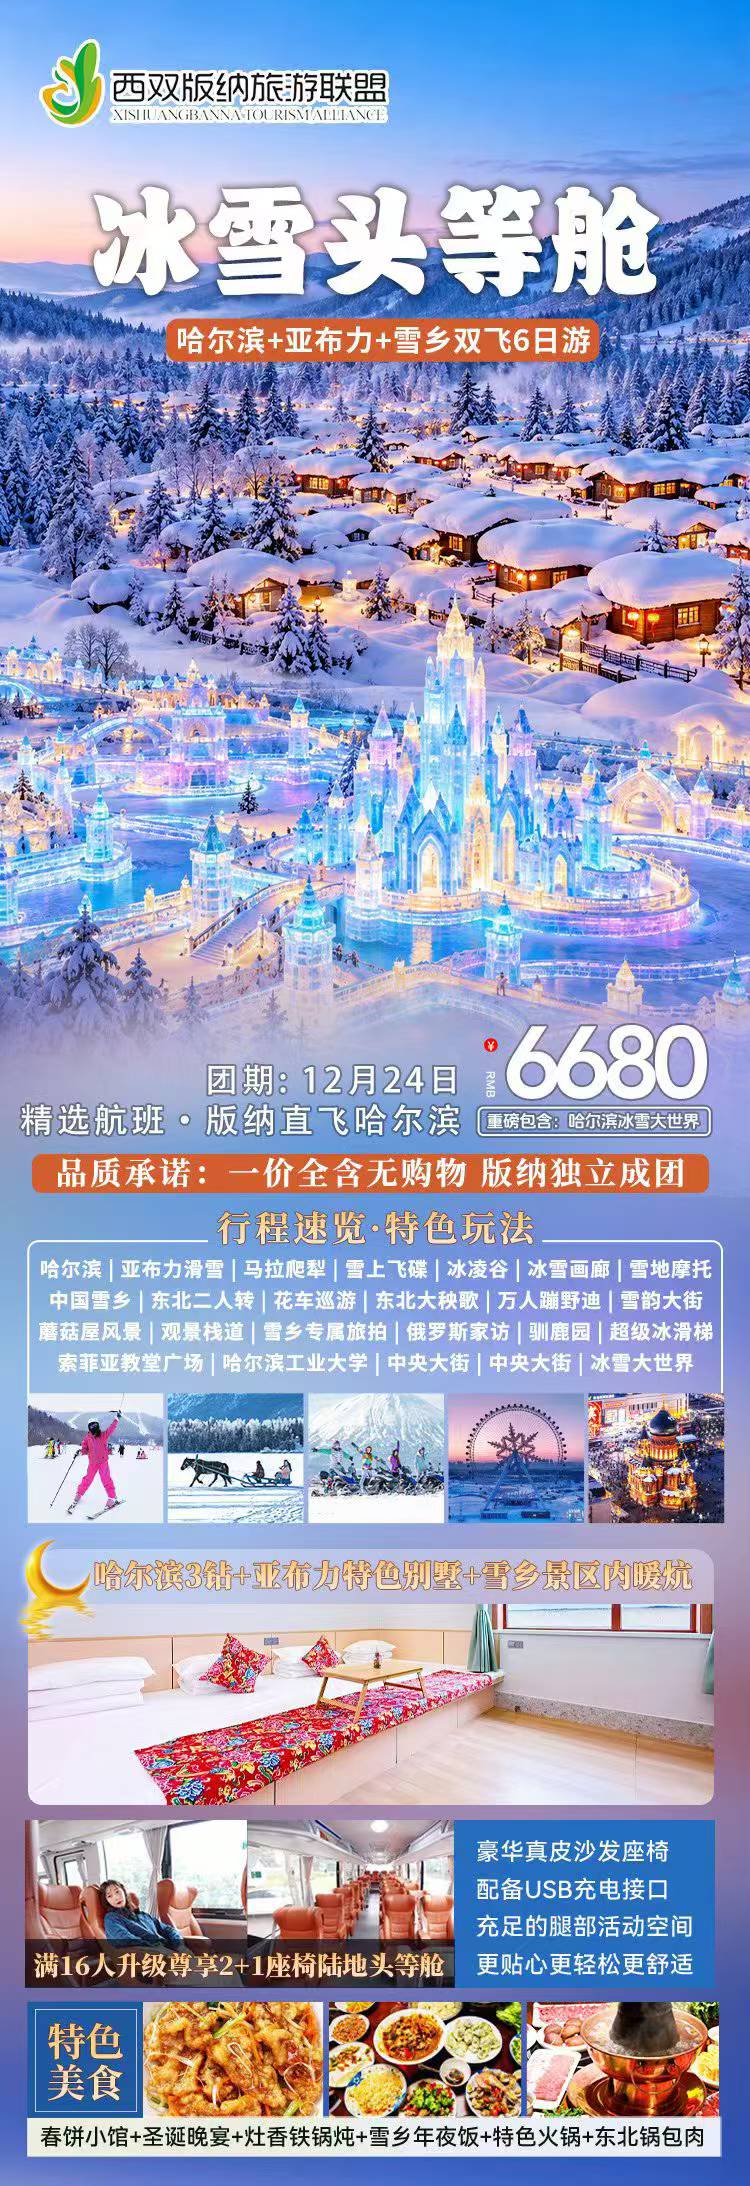 西双版纳旅游联盟
XISHUANGBANNA TOURISM ALLIANCE
冰雪头等舱
哈尔滨+亚布力+雪乡双飞6日游
团期: 12月24日
¥
RMB
6680
精选航班·版纳直飞哈尔滨
重磅包含：哈尔滨冰雪大世界
品质承诺：一价全含无购物 版纳独立成团
行程速览·特色玩法
哈尔滨 | 亚布力滑雪 | 马拉爬犁 | 雪上飞碟 | 冰凌谷 | 冰雪画廊 | 雪地摩托
中国雪乡 | 东北二人转 | 花车巡游 | 东北大秧歌 | 万人蹦野迪 | 雪韵大街
蘑菇屋风景 | 观景栈道 | 雪乡专属旅拍 | 俄罗斯家访 | 驯鹿园 | 超级冰滑梯
索菲亚教堂广场 | 哈尔滨工业大学 | 中央大街 | 中央大街 | 冰雪大世界
哈尔滨3钻+亚布力特色别墅+雪乡景区内暖炕
豪华真皮沙发座椅
配备USB充电接口
充足的腿部活动空间
更贴心更轻松更舒适
满16人升级尊享2+1座椅陆地头等舱
特色
美食
春饼小馆+圣诞晚宴+灶香铁锅炖+雪乡年夜饭+特色火锅+东北锅包肉